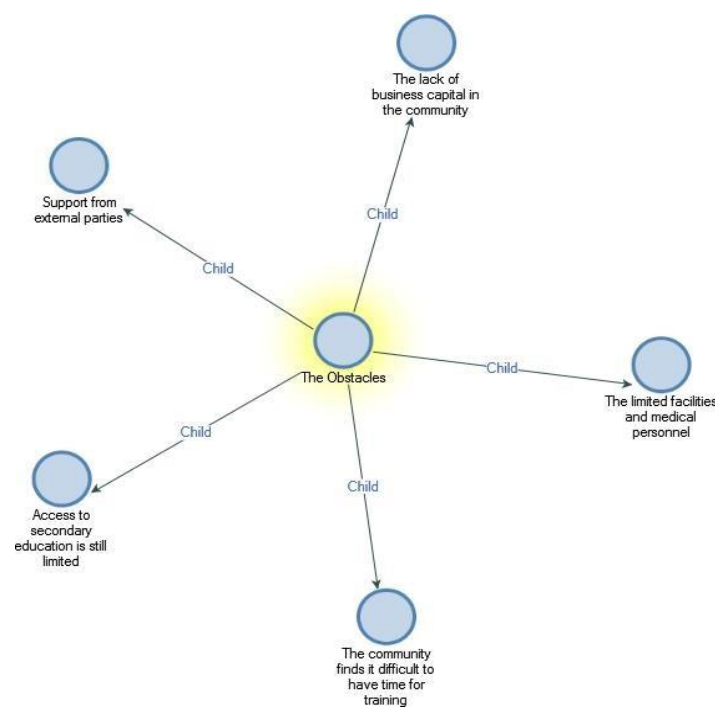 The lack of
business capital in
the community
Support from
external parties
Child
Child
The Obstacles
Child
The limited facilities
and medical
personnel
Child
Child
Access to
secondary
education is still
limited
The community
finds it difficult to
have time for
training